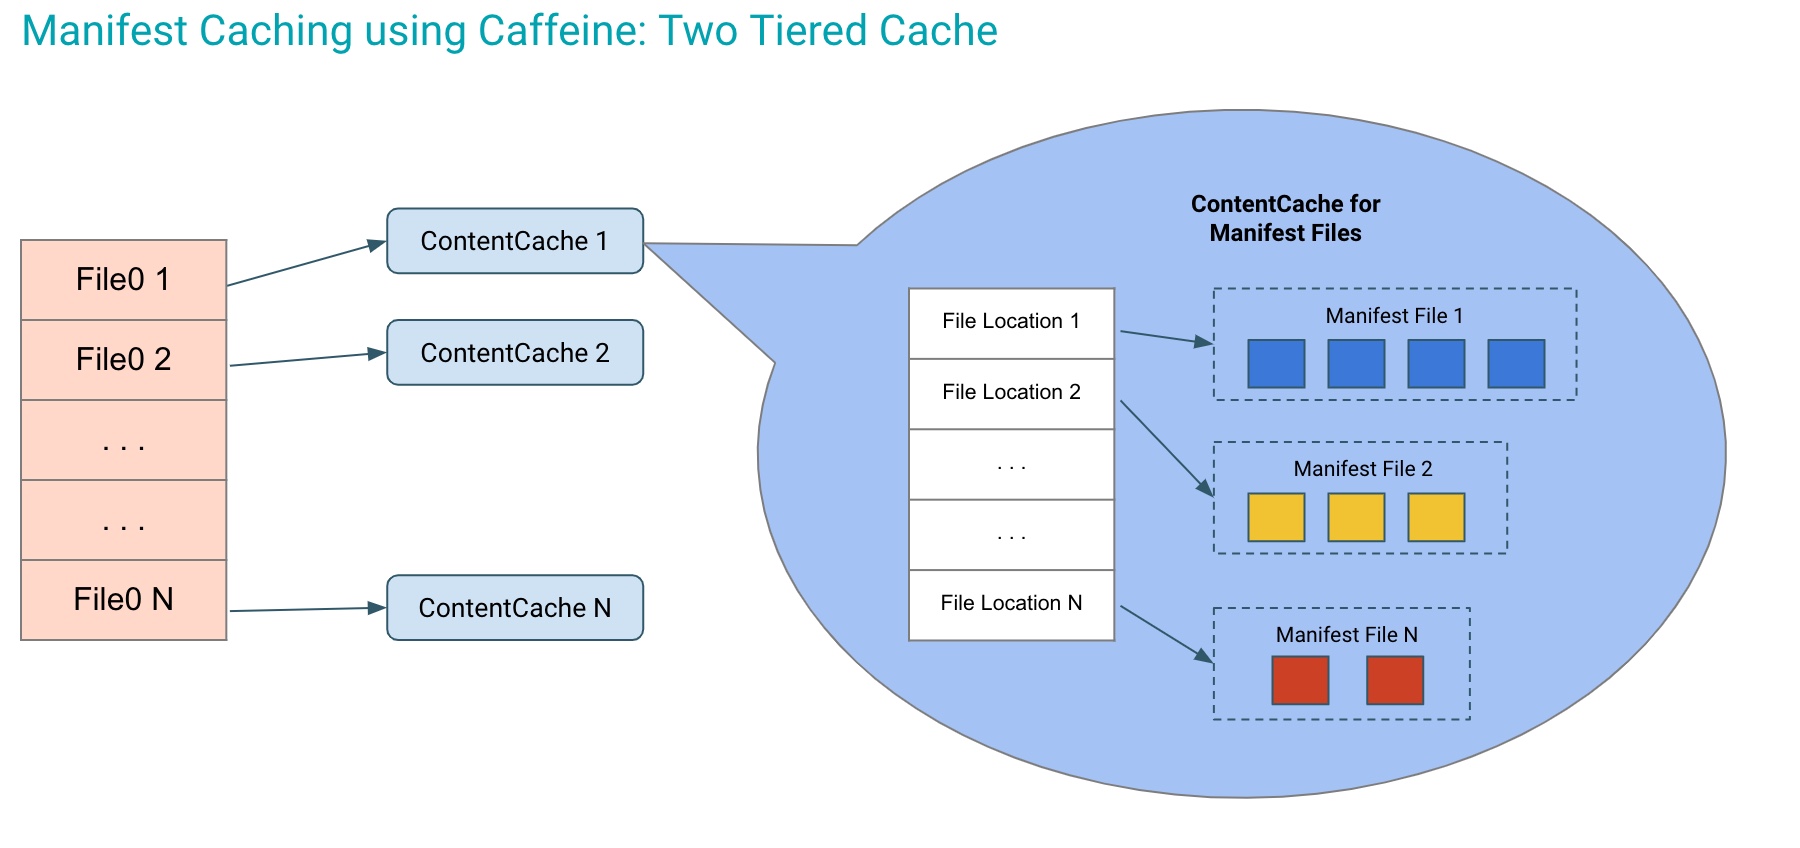 Manifest Caching using Caffeine: Two Tiered Cache
File0 1
File0 2
. . .
. . .
File0 N
ContentCache 1
ContentCache 2
ContentCache N
ContentCache for
Manifest Files
File Location 1
File Location 2
. . .
. . .
File Location N
Manifest File 1
Manifest File 2
Manifest File N